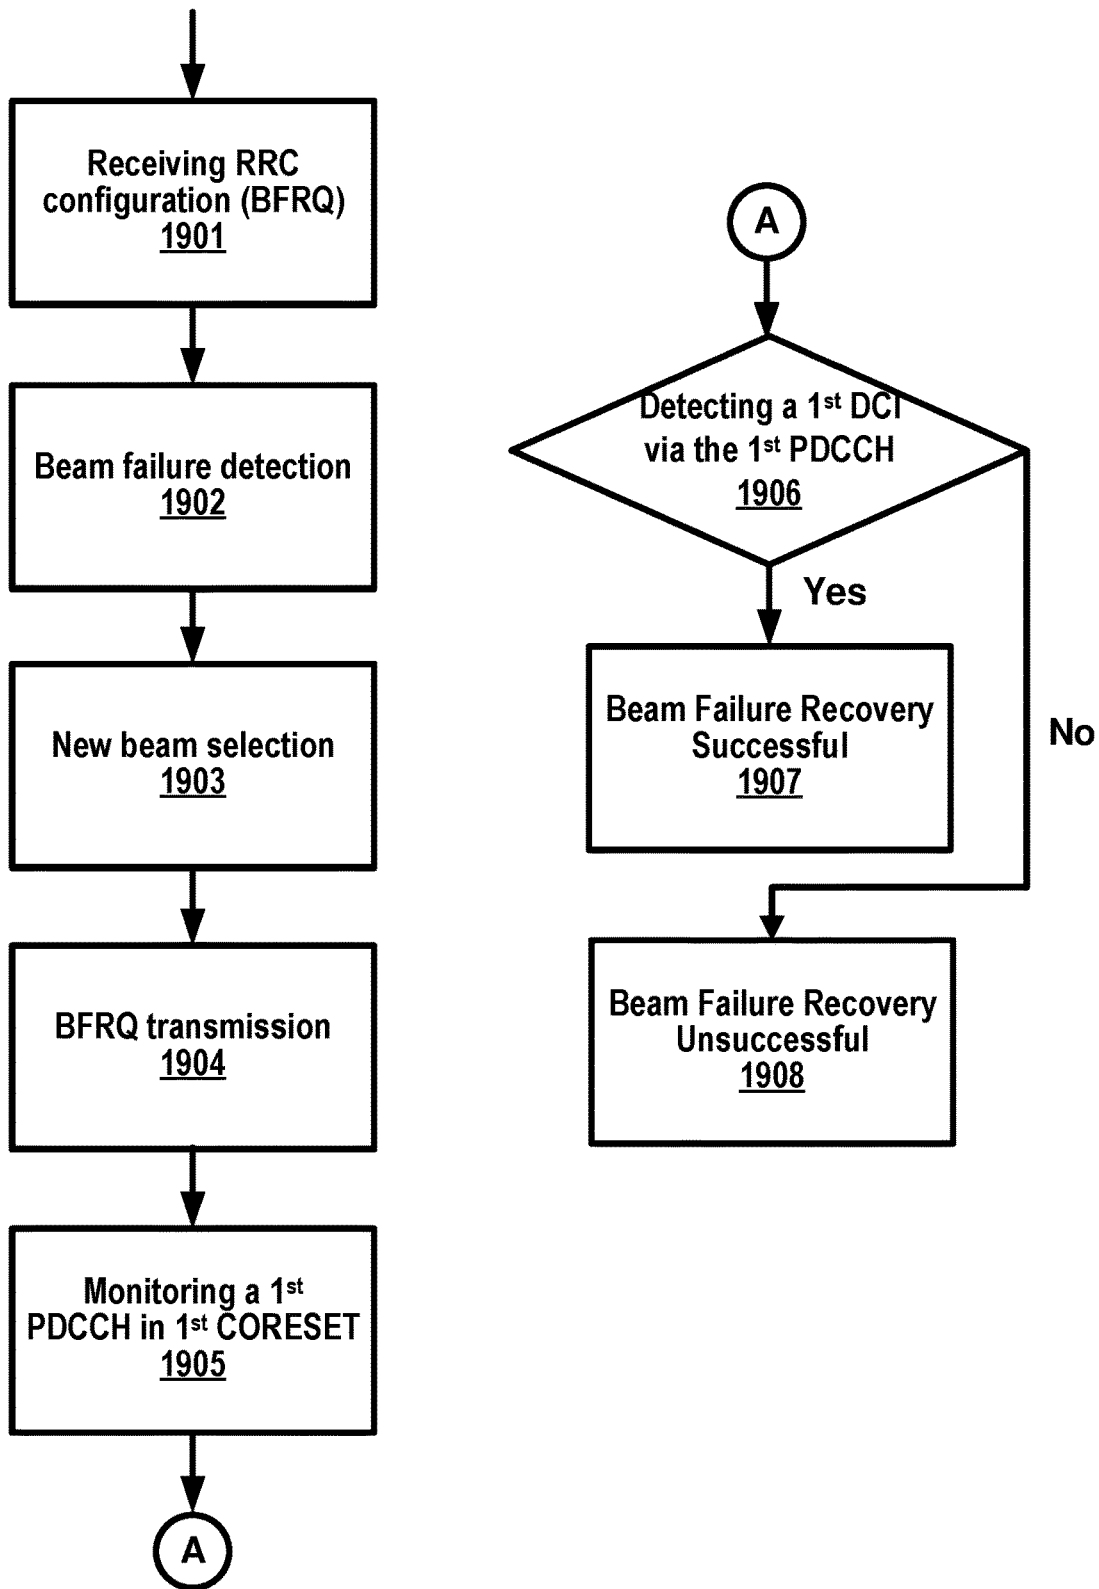 Receiving RRC
configuration (BFRQ)
1901
Beam failure detection
1902
New beam selection
1903
BFRQ transmission
1904
Monitoring a 1st
PDCCH in 1st CORESET
1905
A
A
Detecting a 1st DCI
via the 1st PDCCH
1906
Yes
No
Beam Failure Recovery
Successful
1907
Beam Failure Recovery
Unsuccessful
1908